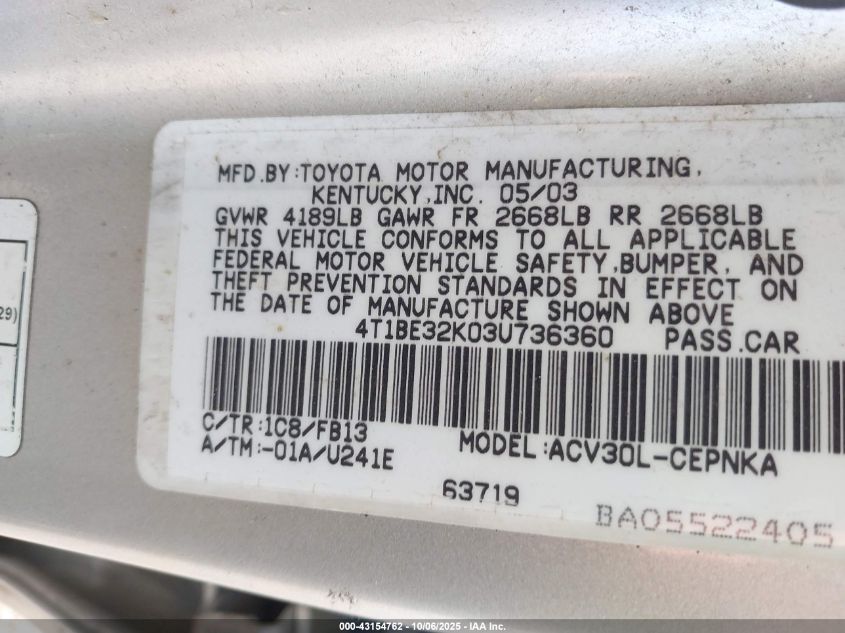 MFD.BY:TOYOTA MOTOR MANUFACTURING,
KENTUCKY,INC. 05/03
GVWR 4189LB GAWR FR 2668LB RR 2668LB
THIS VEHICLE CONFORMS TO ALL APPLICABLE
FEDERAL MOTOR VEHICLE SAFETY,BUMPER, AND
THEFT PREVENTION STANDARDS IN EFFECT ON
THE DATE OF MANUFACTURE SHOWN ABOVE
4T1BE32K03U736360 PASS.CAR
C/TR:1C8/FB13
A/TM:-01A/U241E
MODEL:ACV30L-CEPNKA
63719
BA05522405
29)
000-43154762 - 10/06/2025 - IAA Inc.